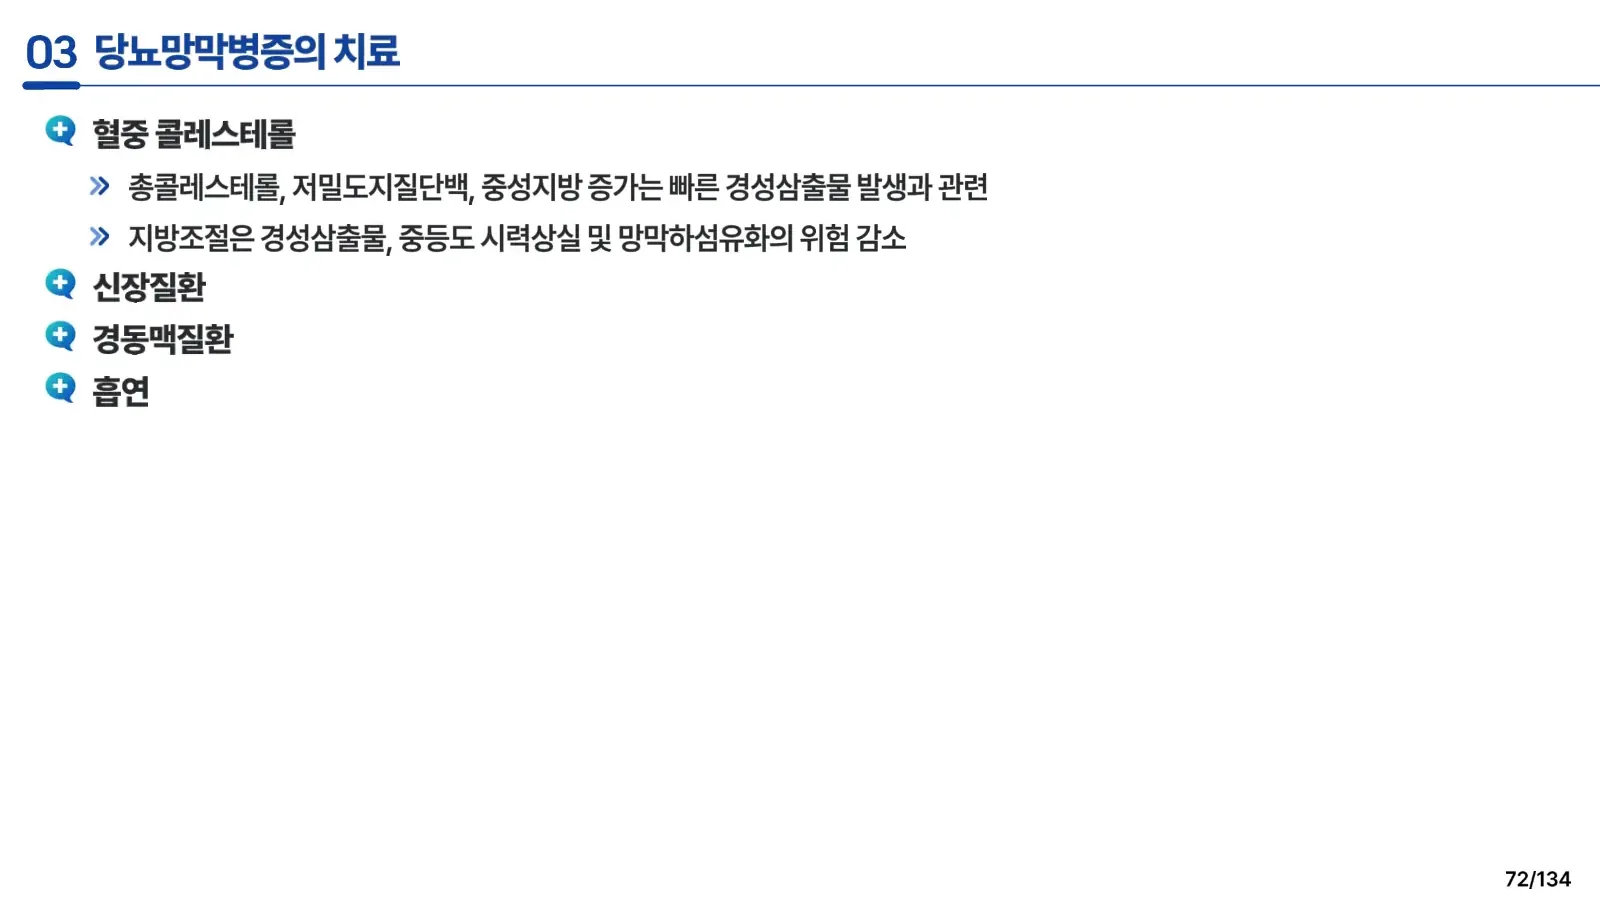 03 당뇨망막병증의 치료
혈중 콜레스테롤
총콜레스테롤, 저밀도지질단백, 중성지방 증가는 빠른 경성삼출물 발생과 관련
지방조절은 경성삼출물, 중등도 시력상실 및 망막하섬유화의 위험 감소
신장질환
경동맥질환
흡연
72/134